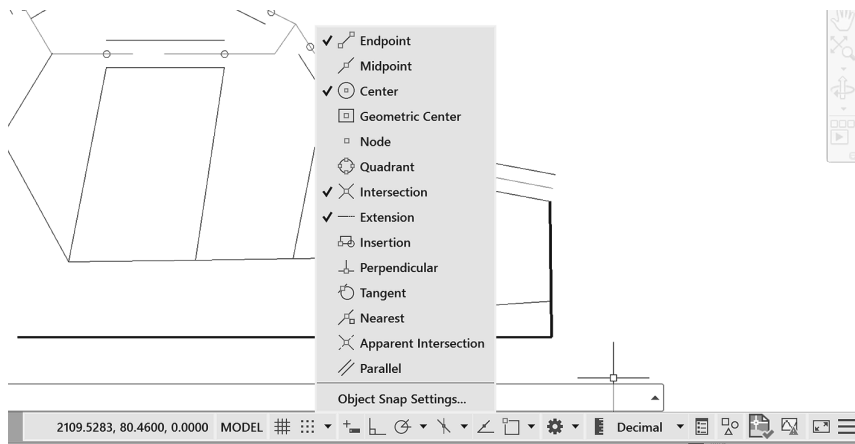 Endpoint
Midpoint
Center
Geometric Center
Node
Quadrant
Intersection
Extension
Insertion
Perpendicular
Tangent
Nearest
Apparent Intersection
Parallel
Object Snap Settings...
2109.5283, 80.4600, 0.0000 MODEL Decimal